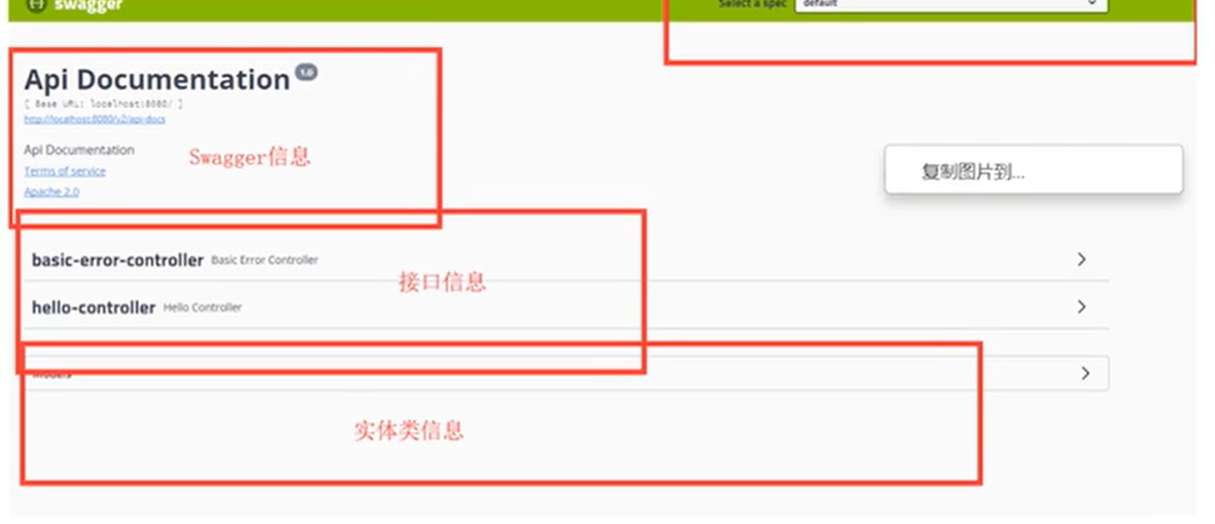 swagger
Select a spec default
Api Documentation 1.0
[ Base URL: localhost:8080/ ]
http://localhost:8080/v2/api-docs
Api Documentation
Swagger信息
Terms of service
复制图片到...
Apache 2.0
basic-error-controller Basic Error Controller
接口信息
hello-controller Hello Controller
Models
实体类信息